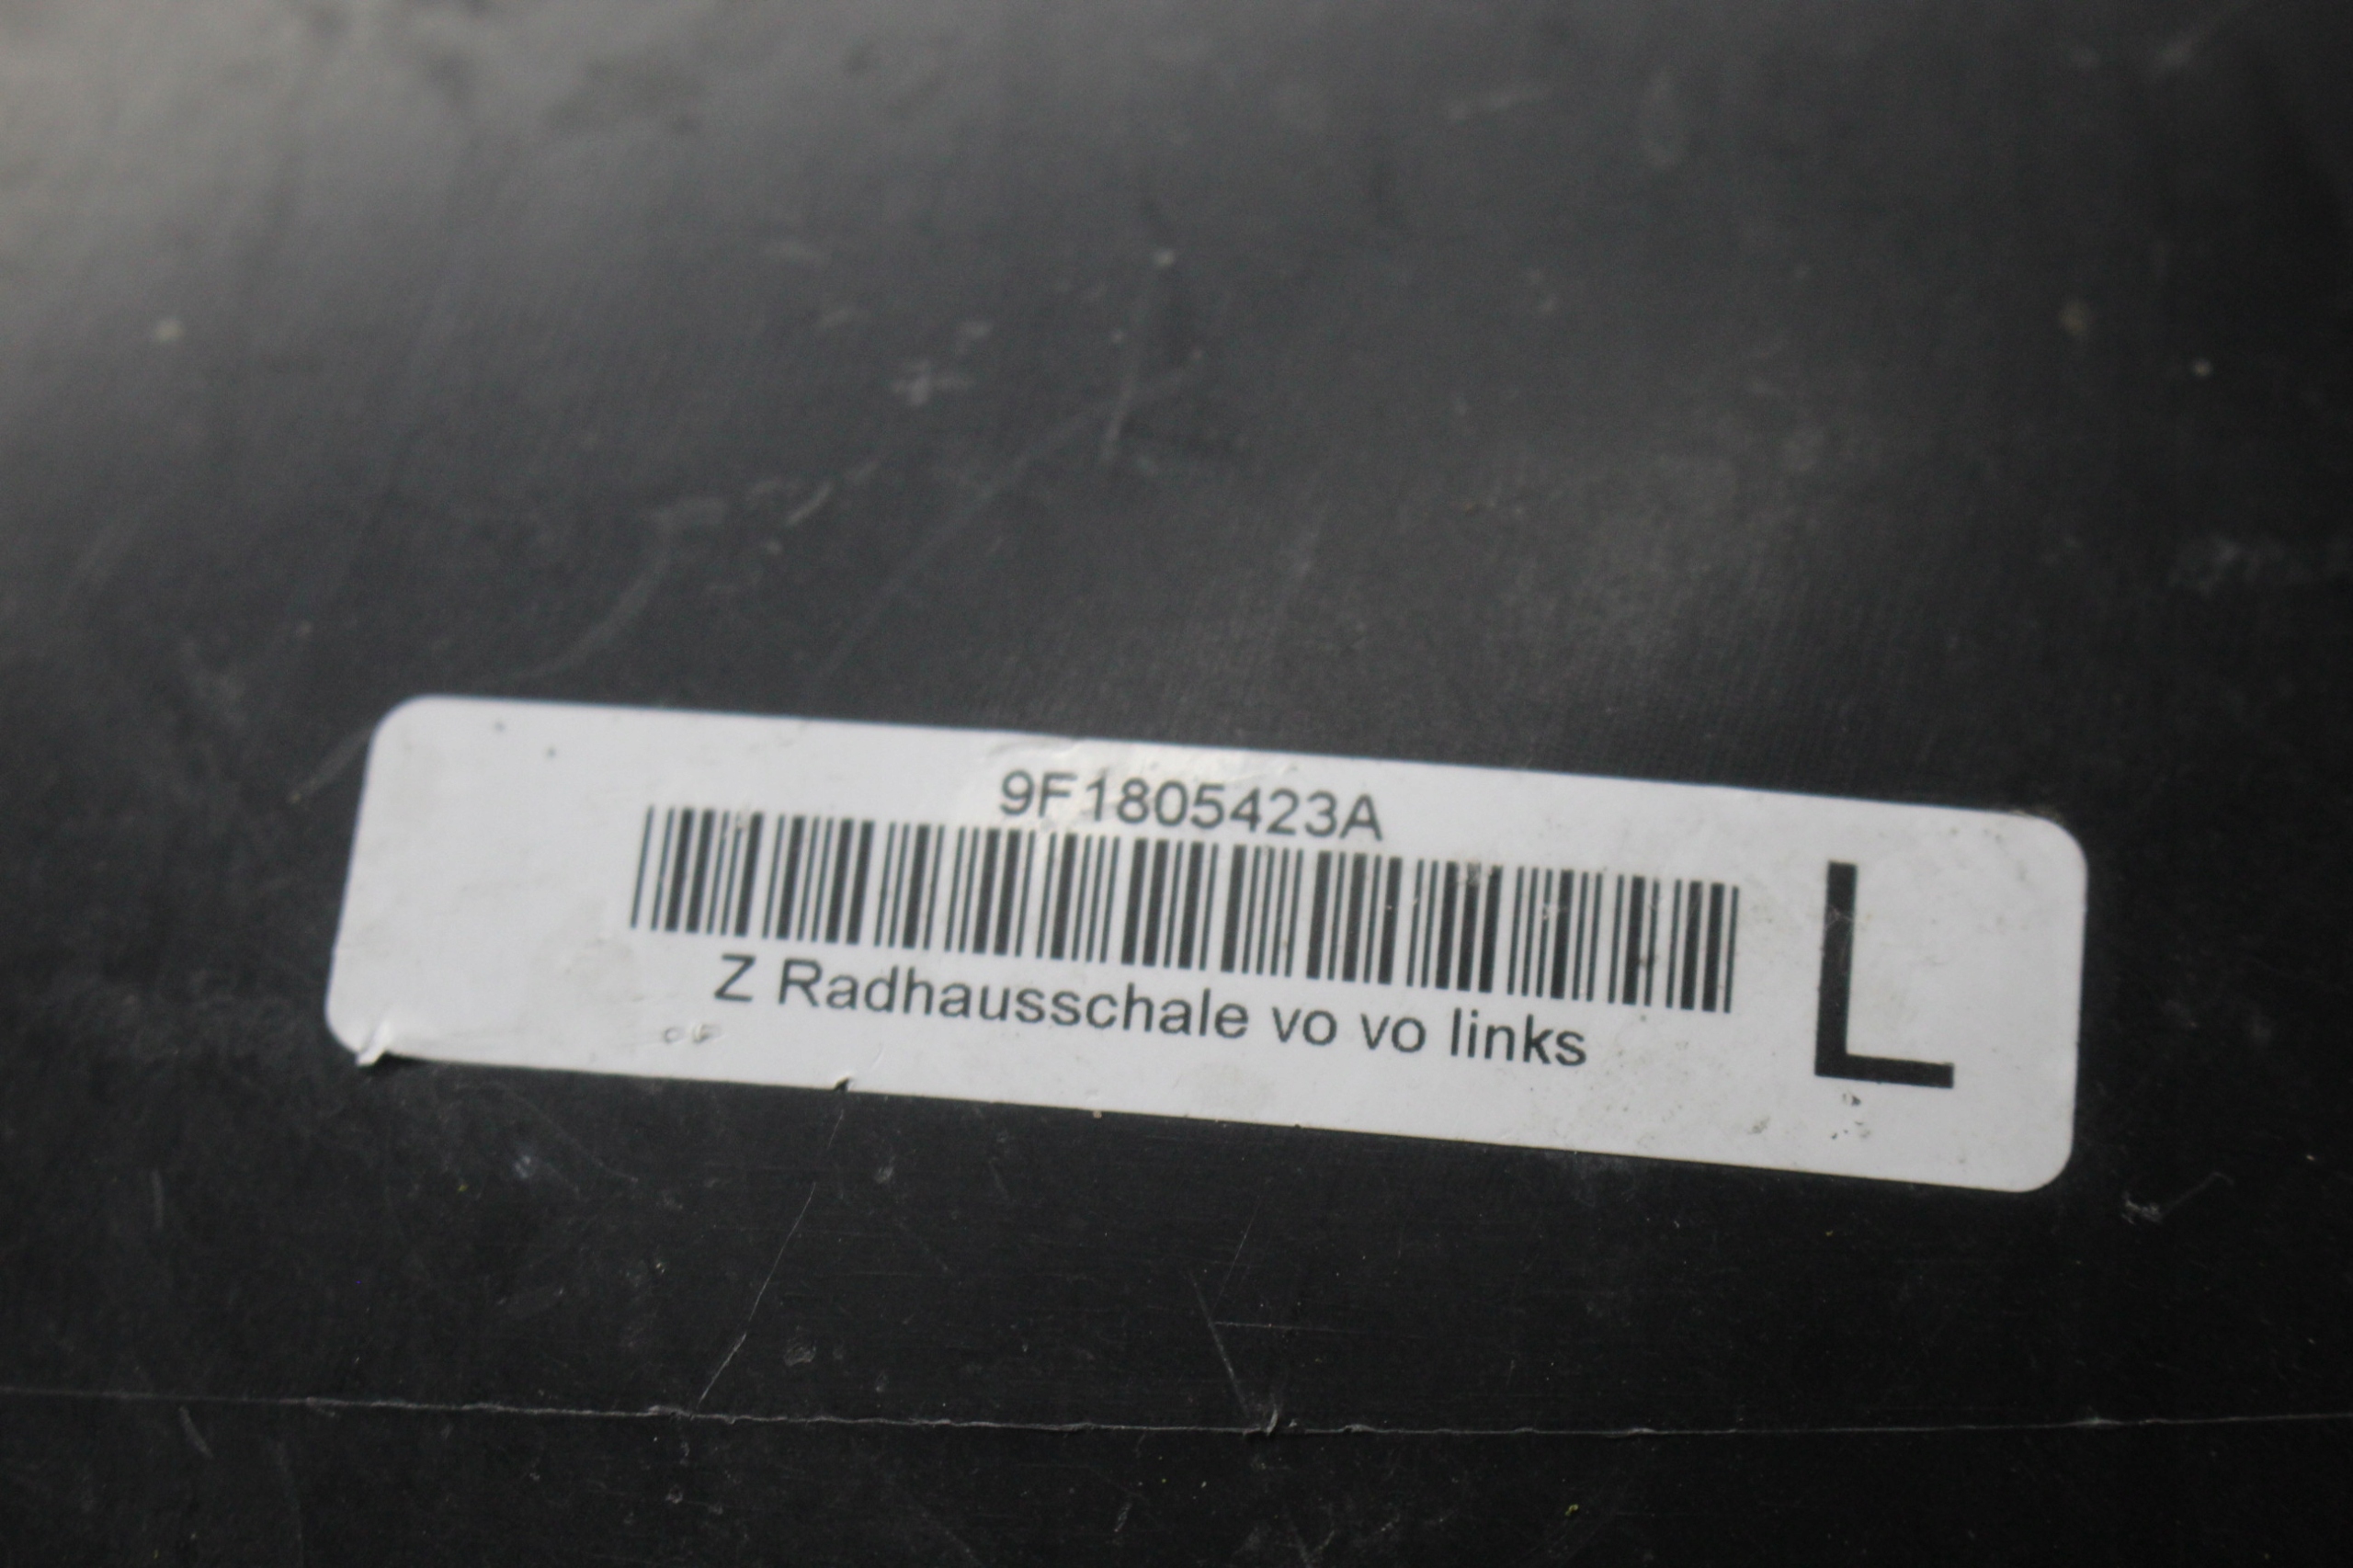 9F1805423A
Z Radhausschale vo vo links
L